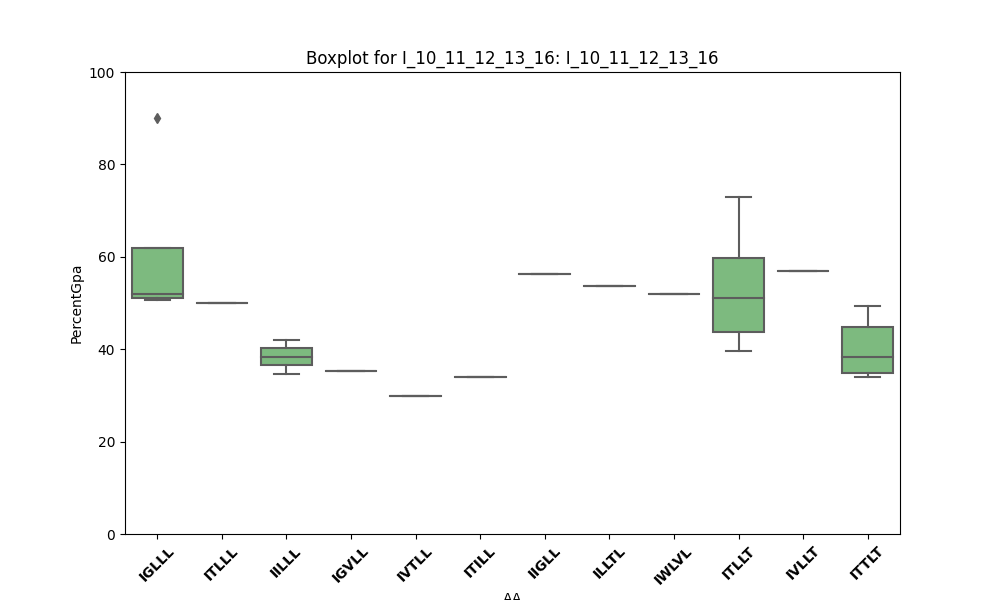 Boxplot for I_10_11_12_13_16: I_10_11_12_13_16
100
80
60
40
20
0
PercentGpa
IGLLL
ITLLL
IILLL
IGVLL
IVTLL
ITILL
IIGLL
ILLTL
IWLVL
ITLLT
IVLLT
ITTLT
AA